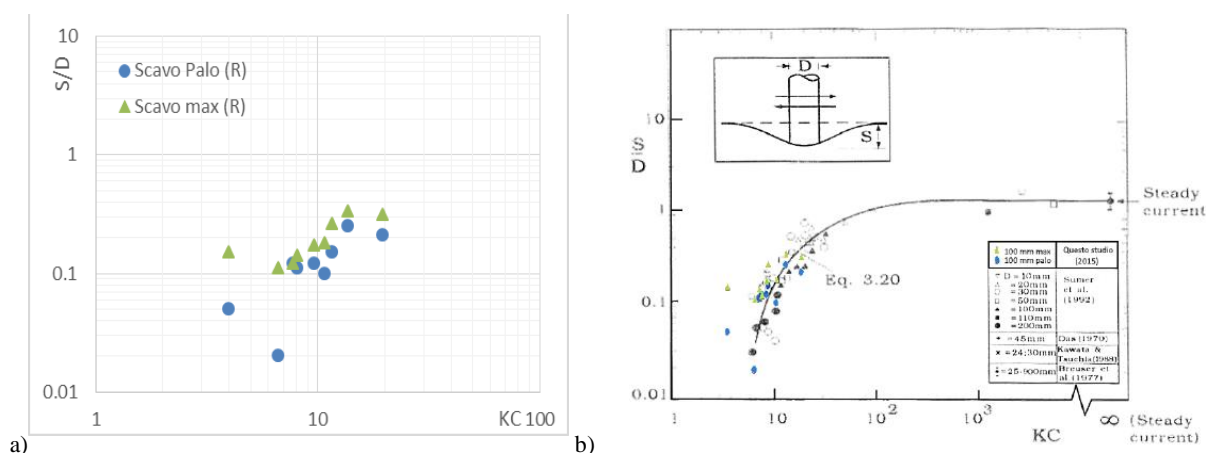 10
S/D
Scavo Palo (R)
Scavo max (R)
1
0.1
0.01
1
10
KC 100
a)
D
S
10
S
D
1
Steady
current
Eq. 3.20
0.1
0.01
100 mm max
100 mm palo
Questo studio
(2015)
D = 10mm
= 20mm
= 30mm
= 50mm
= 100mm
= 110mm
= 200mm
Sumer
et al.
(1992)
= 45mm
Das (1970)
= 24;30mm
Kawata &
Tsuchia(1988)
= 25-900mm
Breuser et
al.(1977)
1
10
10²
10³
KC
∞ (Steady
current)
b)